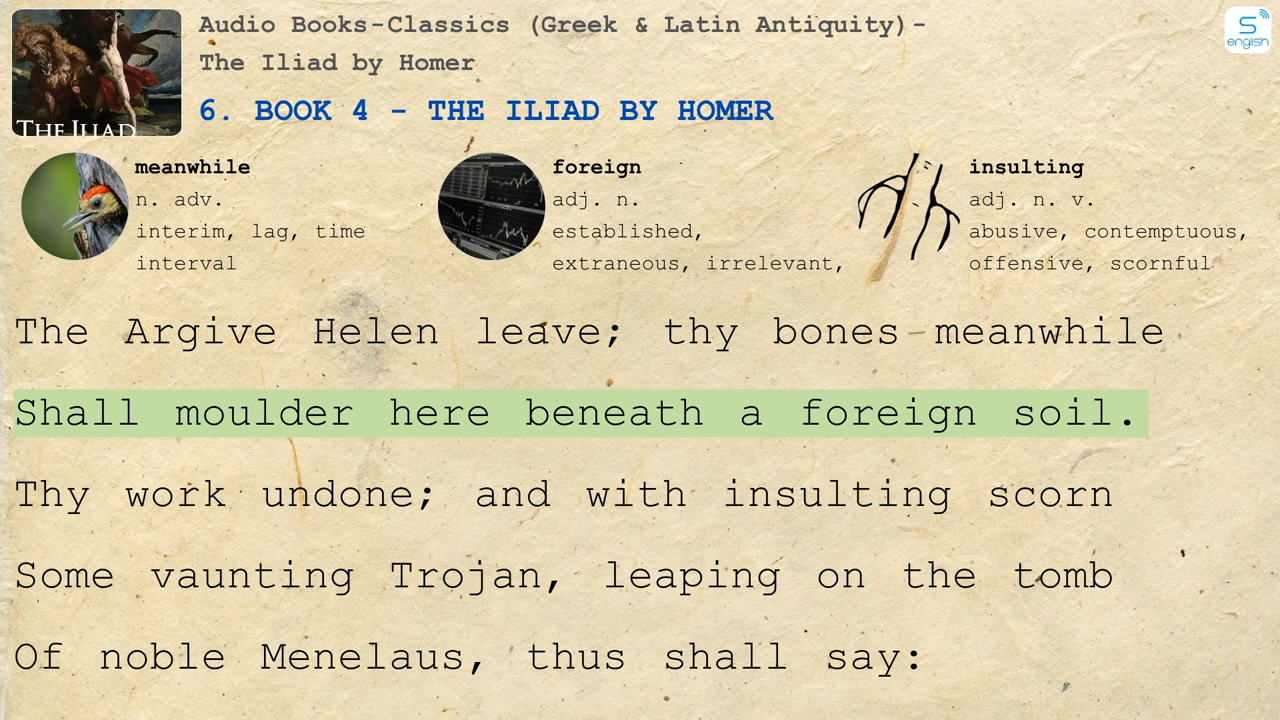 Audio Books-Classics (Greek & Latin Antiquity)-
The Iliad by Homer
6. BOOK 4 - THE ILIAD BY HOMER
THE ILIAD
S
english
meanwhile
n. adv.
interim, lag, time
interval
foreign
adj. n.
established,
extraneous, irrelevant,
insulting
adj. n. v.
abusive, contemptuous,
offensive, scornful
The Argive Helen leave; thy bones meanwhile
Shall moulder here beneath a foreign soil.
Thy work undone; and with insulting scorn
Some vaunting Trojan, leaping on the tomb
Of noble Menelaus, thus shall say: